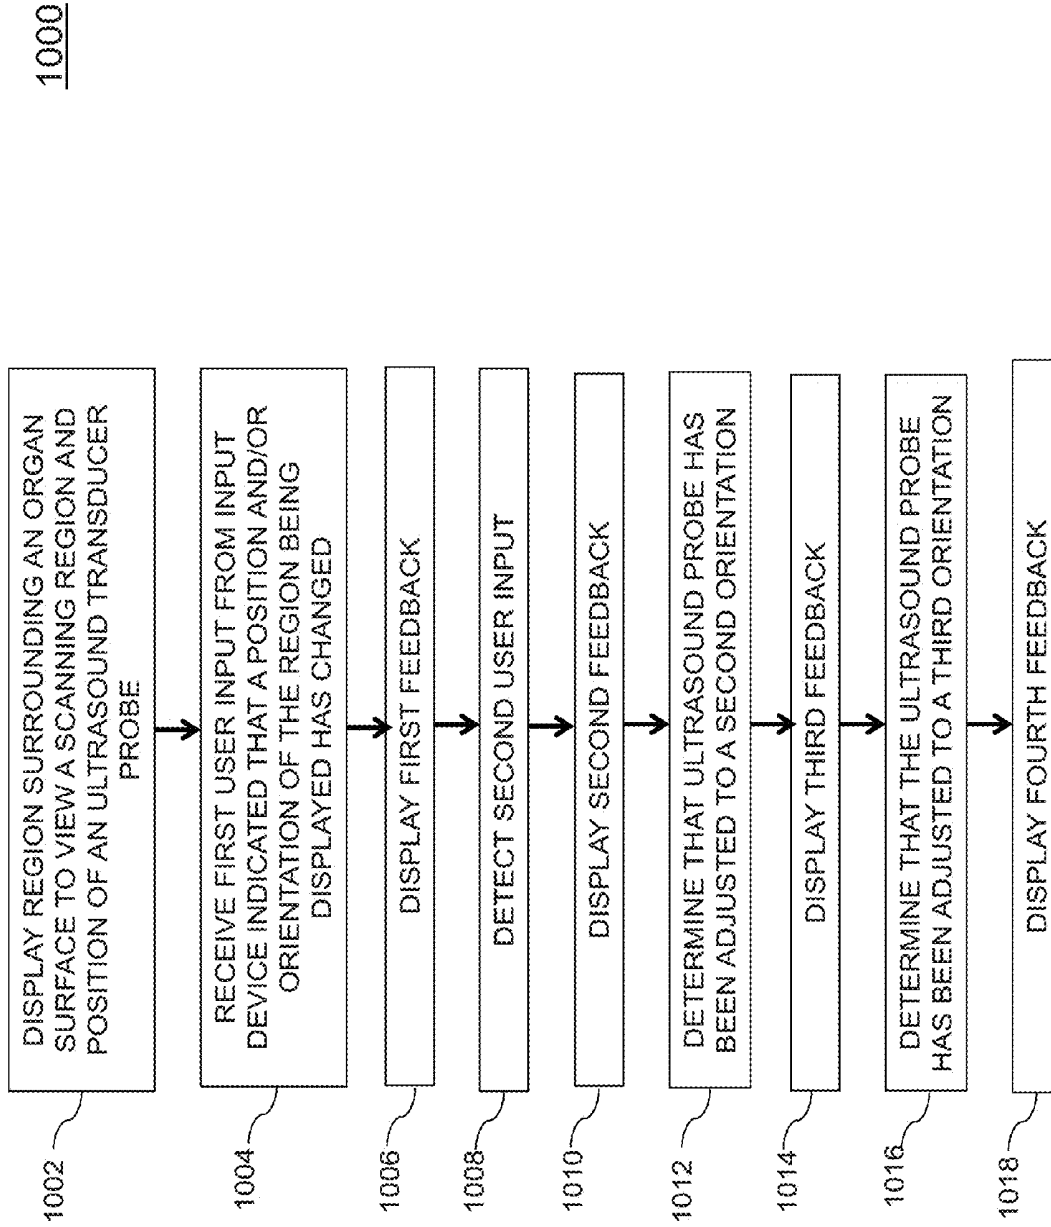 1000
1002
DISPLAY REGION SURROUNDING AN ORGAN
SURFACE TO VIEW A SCANNING REGION AND
POSITION OF AN ULTRASOUND TRANSDUCER
PROBE
1004
RECEIVE FIRST USER INPUT FROM INPUT
DEVICE INDICATED THAT A POSITION AND/OR
ORIENTATION OF THE REGION BEING
DISPLAYED HAS CHANGED
1006
DISPLAY FIRST FEEDBACK
1008
DETECT SECOND USER INPUT
1010
DISPLAY SECOND FEEDBACK
1012
DETERMINE THAT ULTRASOUND PROBE HAS
BEEN ADJUSTED TO A SECOND ORIENTATION
1014
DISPLAY THIRD FEEDBACK
1016
DETERMINE THAT THE ULTRASOUND PROBE
HAS BEEN ADJUSTED TO A THIRD ORIENTATION
1018
DISPLAY FOURTH FEEDBACK